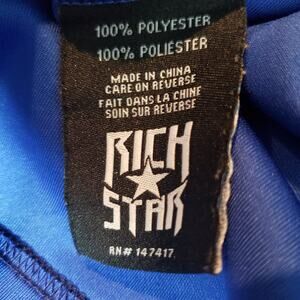 100% POLYESTER
100% POLIÉSTER
MADE IN CHINA
CARE ON REVERSE
FAIT DANS LA CHINE
SOIN SUR REVERSE
RICH
STAR
RN# 147417